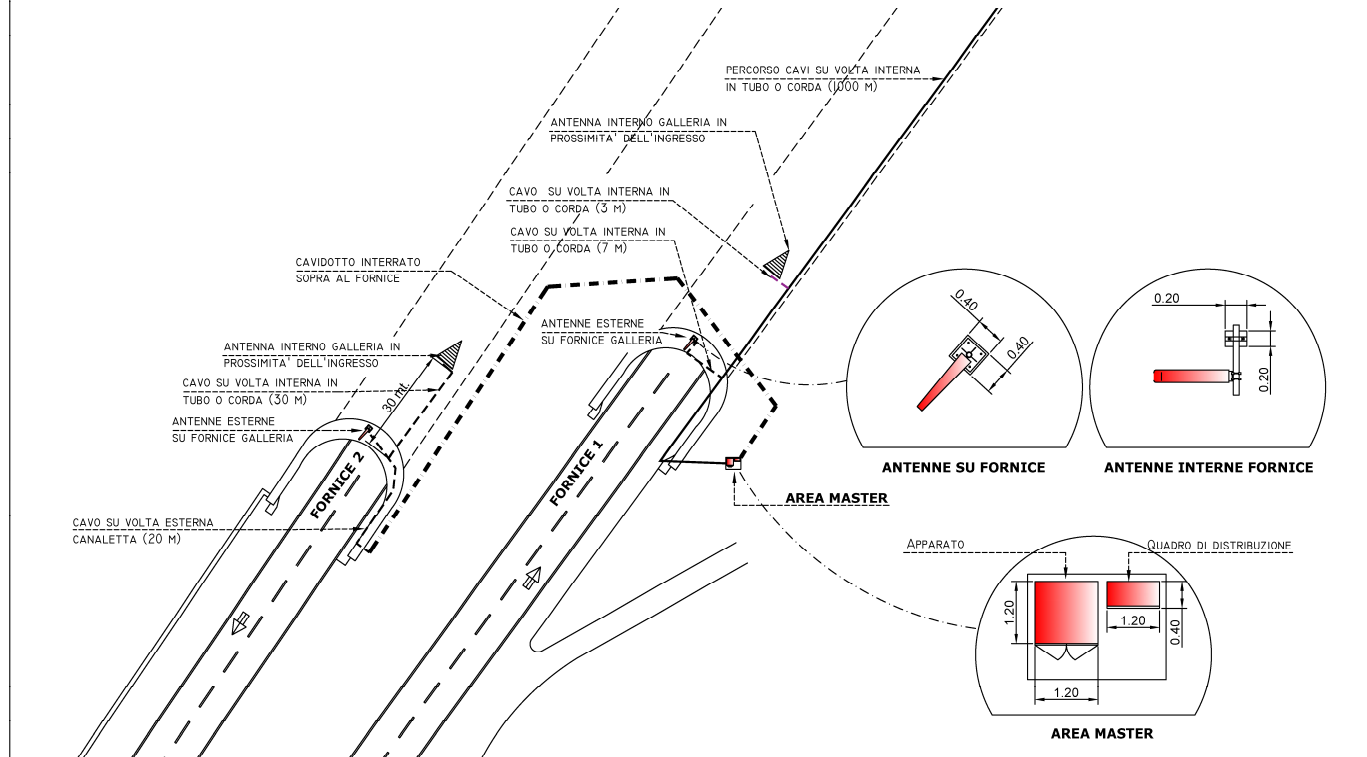 PERCORSO CAVI SU VOLTA INTERNA
IN TUBO O CORDA (1000 M)
ANTENNA INTERNO GALLERIA IN
PROSSIMITA' DELL'INGRESSO
CAVO SU VOLTA INTERNA IN
TUBO O CORDA (3 M)
CAVO SU VOLTA INTERNA IN
TUBO O CORDA (7 M)
CAVIDOTTO INTERRATO
SOPRA AL FORNICE
ANTENNE ESTERNE
SU FORNICE GALLERIA
ANTENNA INTERNO GALLERIA IN
PROSSIMITA' DELL'INGRESSO
CAVO SU VOLTA INTERNA IN
TUBO O CORDA (30 M)
30 mt.
ANTENNE ESTERNE
SU FORNICE GALLERIA
FORNICE 2
FORNICE 1
CAVO SU VOLTA ESTERNA
CANALETTA (20 M)
AREA MASTER
0.40
0.40
ANTENNE SU FORNICE
0.20
0.20
ANTENNE INTERNE FORNICE
APPARATO
QUADRO DI DISTRIBUZIONE
1.20
1.20
0.40
1.20
AREA MASTER